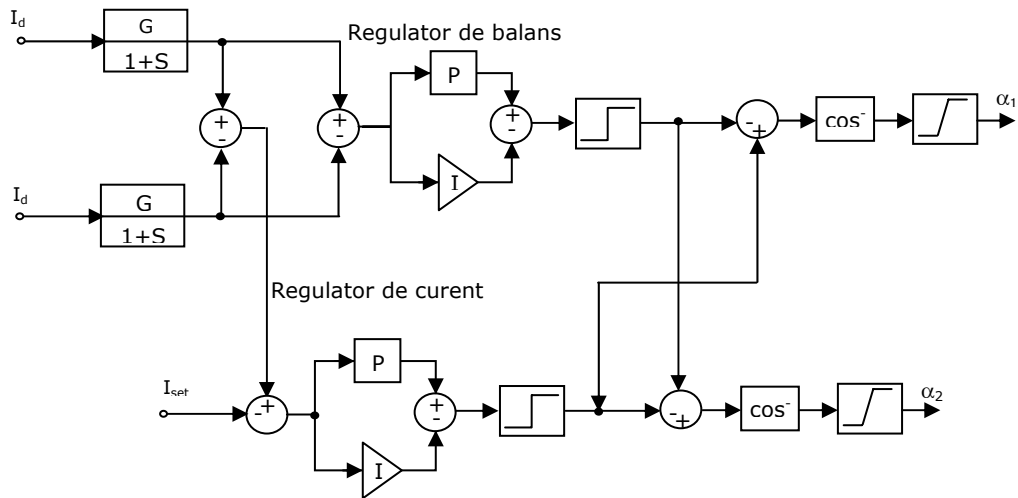 I_d
G
1+S
Regulator de balans
P
+
-
+
-
+
-
I
-
+
cos⁻
α₁
I_d
G
1+S
Regulator de curent
I_set
-
+
P
I
+
-
-
+
cos⁻
α₂